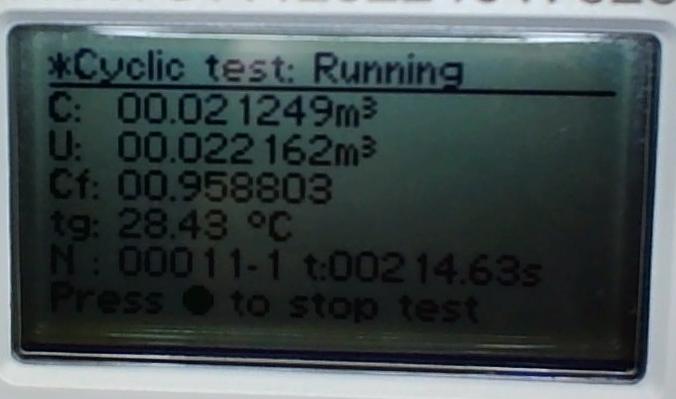 *Cyclic test: Running
C: 00.021249m³
U: 00.022162m³
Cf: 00.958803
tg: 28.43 °C
N : 00011-1 t:00214.63s
Press ● to stop test